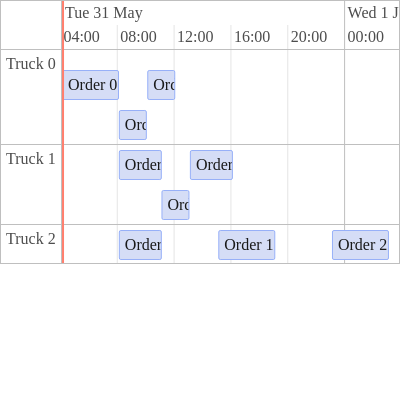 Tue 31 May
Wed 1 J
04:00 08:00 12:00 16:00 20:00 00:00
Truck 0
Order 0
Orc
Orc
Truck 1
Order
Order
Orc
Truck 2
Order
Order 1
Order 2